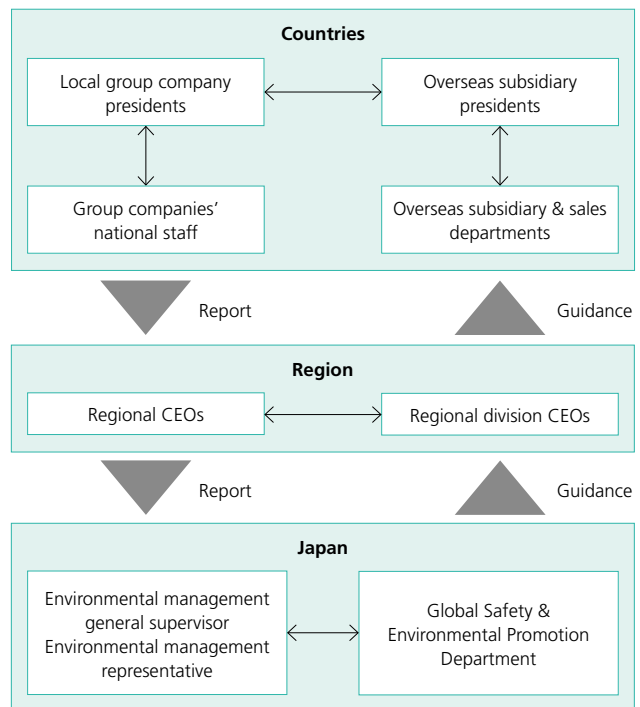 Countries
Local group company
presidents
Overseas subsidiary
presidents
Group companies‘
national staff
Overseas subsidiary & sales
departments
Report
Guidance
Region
Regional CEOs
Regional division CEOs
Report
Guidance
Japan
Environmental management
general supervisor
Environmental management
representative
Global Safety &
Environmental Promotion
Department